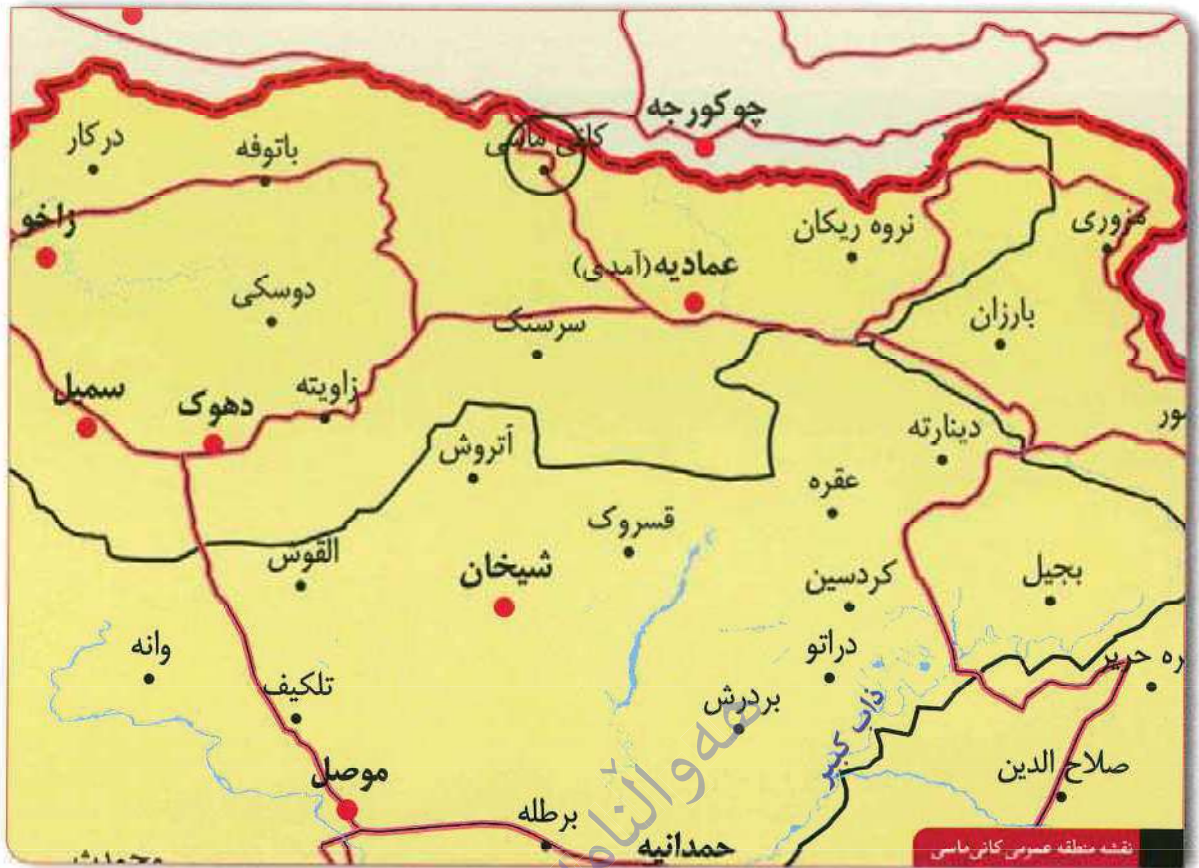 چوکورجه
کانی ماسی
درکار
باتوفه
زاخو
نروه ریکان
مزوری
عمادیه (آمدی)
دوسکی
بارزان
سرسنک
سمیل
دهوک
زاویته
آتروش
دینارته
عقره
قسروک
القوش
شیخان
کردسین
بجیل
وانه
دراتو
ره حریر
تلکیف
بردرش
زاب کبیر
موصل
صلاح الدین
برطله
حمدانیه
نقشه منطقه عمومی کانی‌ماسی